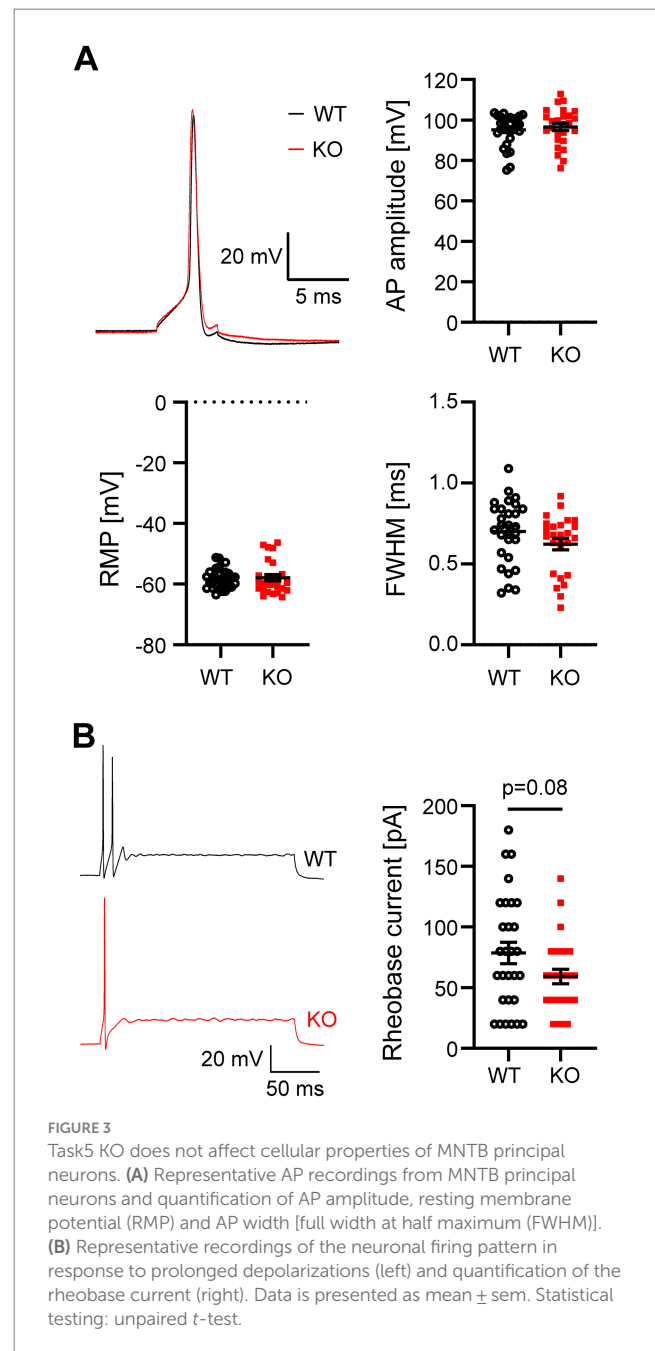 A
WT
KO
20 mV
5 ms
AP amplitude [mV]
120
100
80
60
40
20
0
WT KO
RMP [mV]
0
-20
-40
-60
-80
WT KO
FWHM [ms]
1.5
1.0
0.5
0.0
WT KO
B
WT
KO
20 mV
50 ms
p=0.08
Rheobase current [pA]
200
150
100
50
0
WT KO
FIGURE 3
Task5 KO does not affect cellular properties of MNTB principal
neurons. (A) Representative AP recordings from MNTB principal
neurons and quantification of AP amplitude, resting membrane
potential (RMP) and AP width [full width at half maximum (FWHM)].
(B) Representative recordings of the neuronal firing pattern in
response to prolonged depolarizations (left) and quantification of the
rheobase current (right). Data is presented as mean ± sem. Statistical
testing: unpaired t-test.